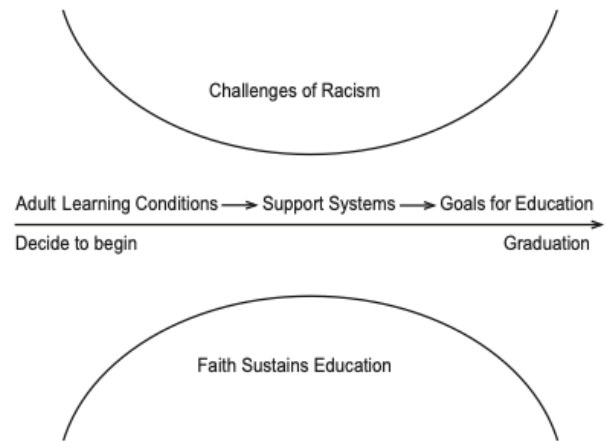 Challenges of Racism
Adult Learning Conditions → Support Systems → Goals for Education
Decide to begin Graduation
Faith Sustains Education